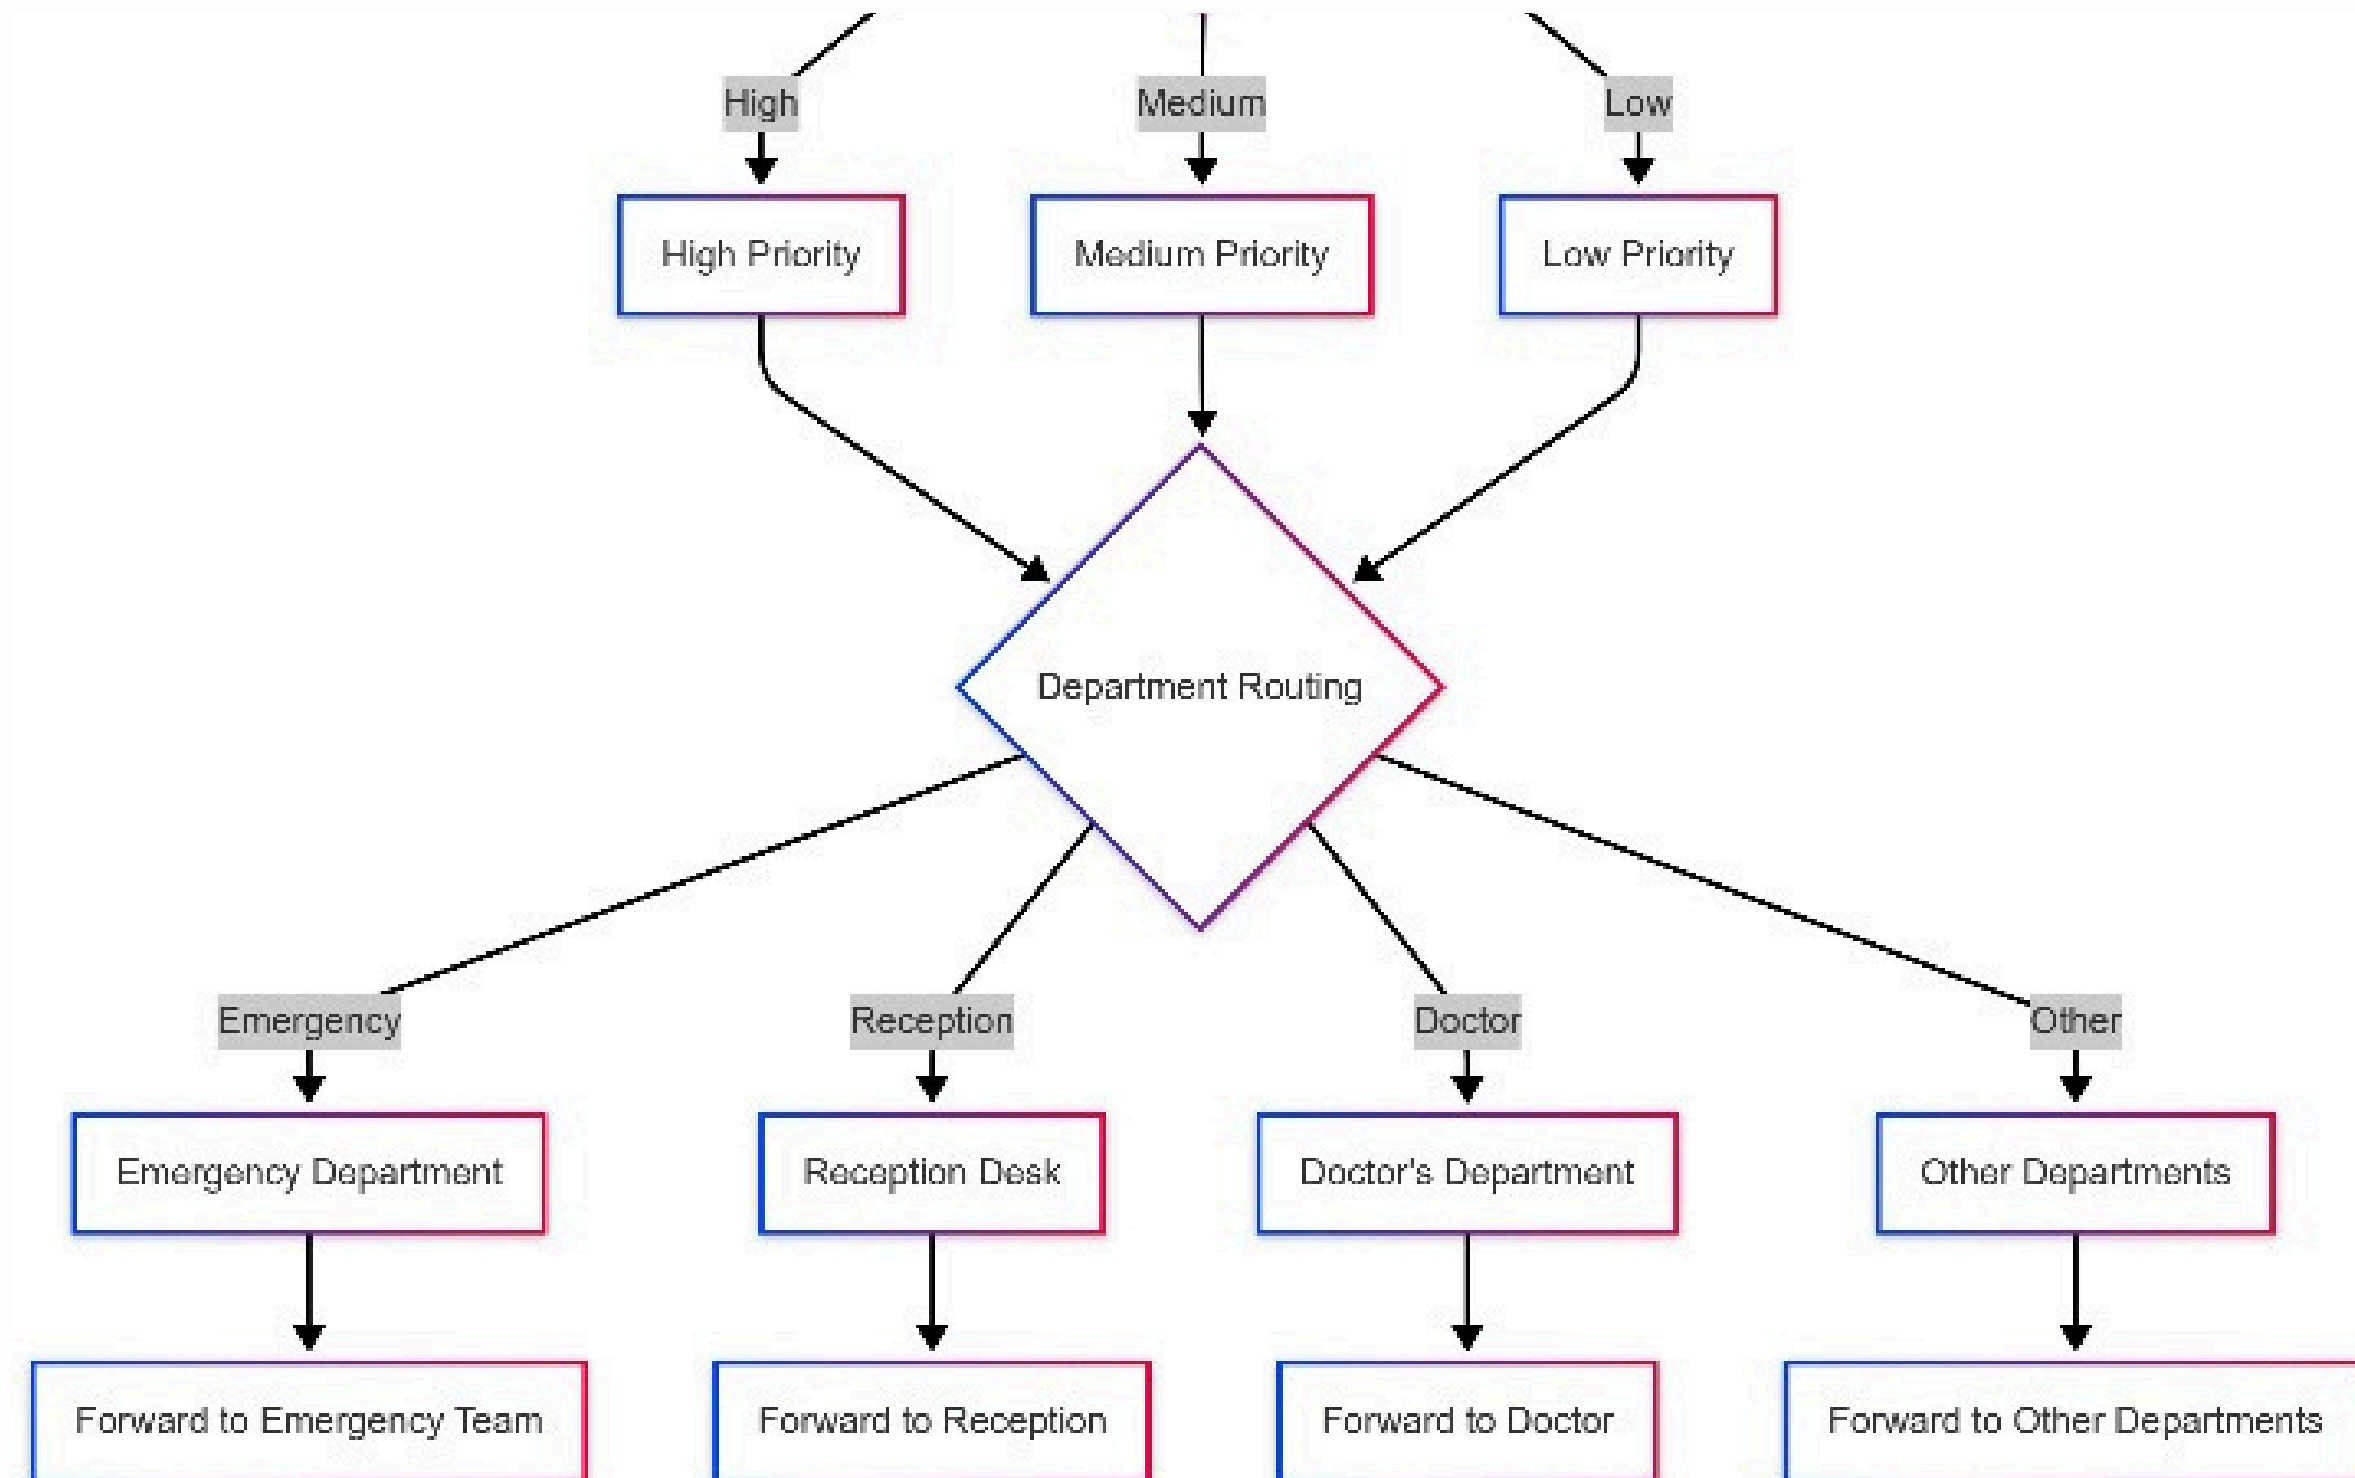 High
Medium
Low
High Priority
Medium Priority
Low Priority
Department Routing
Emergency
Reception
Doctor
Other
Emergency Department
Reception Desk
Doctor's Department
Other Departments
Forward to Emergency Team
Forward to Reception
Forward to Doctor
Forward to Other Departments